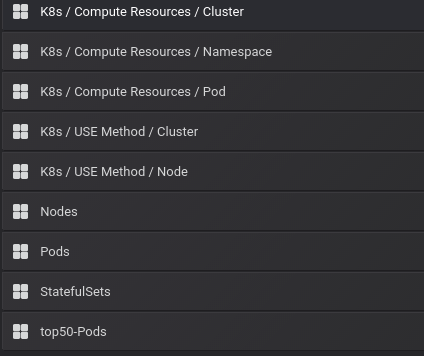 K8s / Compute Resources / Cluster
K8s / Compute Resources / Namespace
K8s / Compute Resources / Pod
K8s / USE Method / Cluster
K8s / USE Method / Node
Nodes
Pods
StatefulSets
top50-Pods